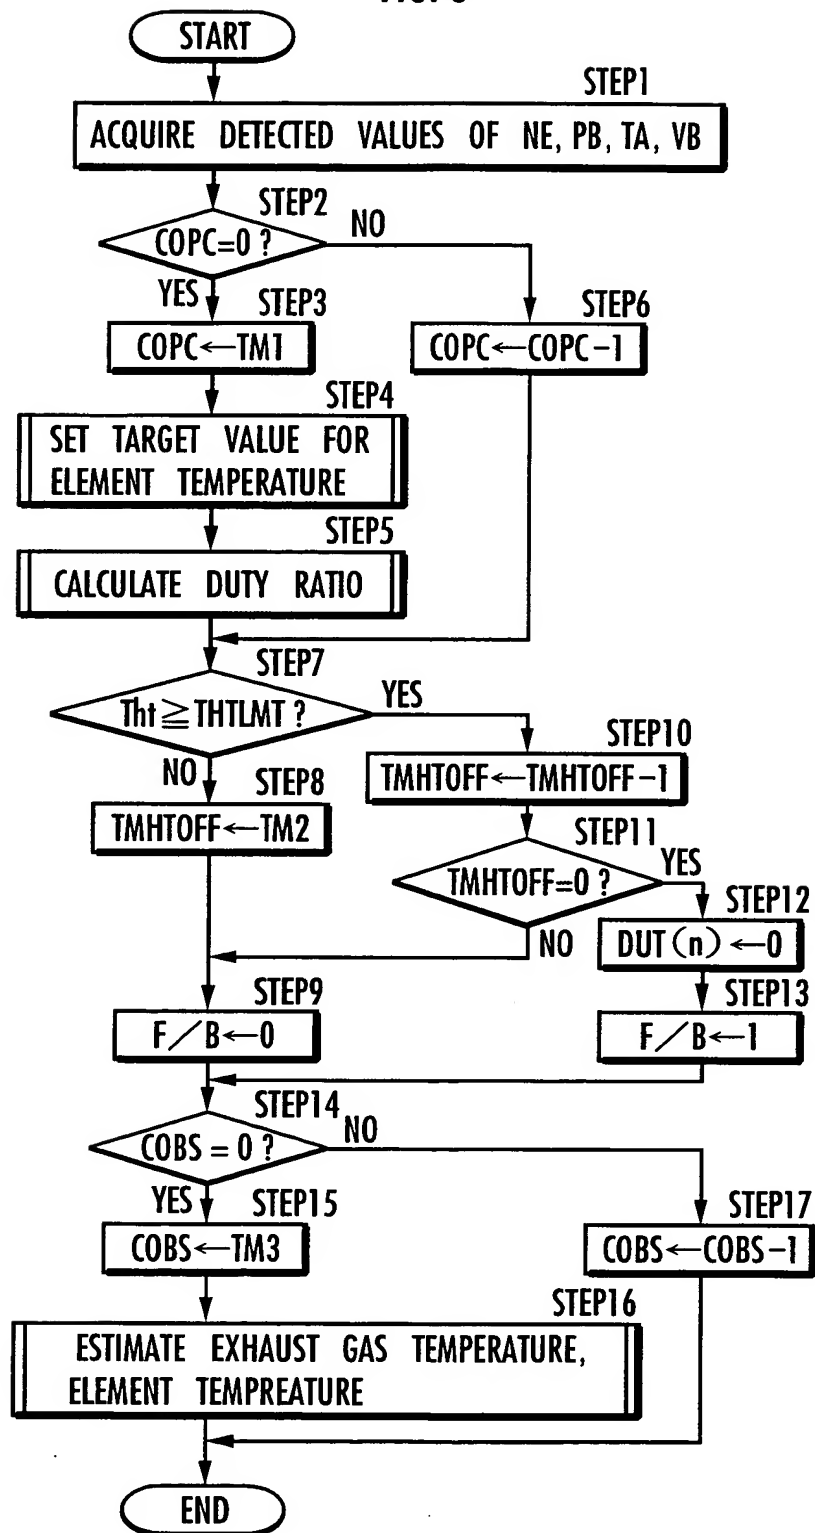 START
STEP1
ACQUIRE DETECTED VALUES OF NE, PB, TA, VB
STEP2
COPC=0 ?
NO
YES
STEP3
COPC←TM1
STEP6
COPC←COPC-1
STEP4
SET TARGET VALUE FOR
ELEMENT TEMPERATURE
STEP5
CALCULATE DUTY RATIO
STEP7
Tht≧THTLMT ?
YES
NO
STEP8
TMHTOFF←TM2
STEP10
TMHTOFF←TMHTOFF-1
STEP11
TMHTOFF=0 ?
YES
NO
STEP12
DUT(n)←0
STEP9
F/B←0
STEP13
F/B←1
STEP14
COBS = 0 ?
NO
YES
STEP15
COBS←TM3
STEP17
COBS←COBS-1
STEP16
ESTIMATE EXHAUST GAS TEMPERATURE,
ELEMENT TEMPREATURE
END